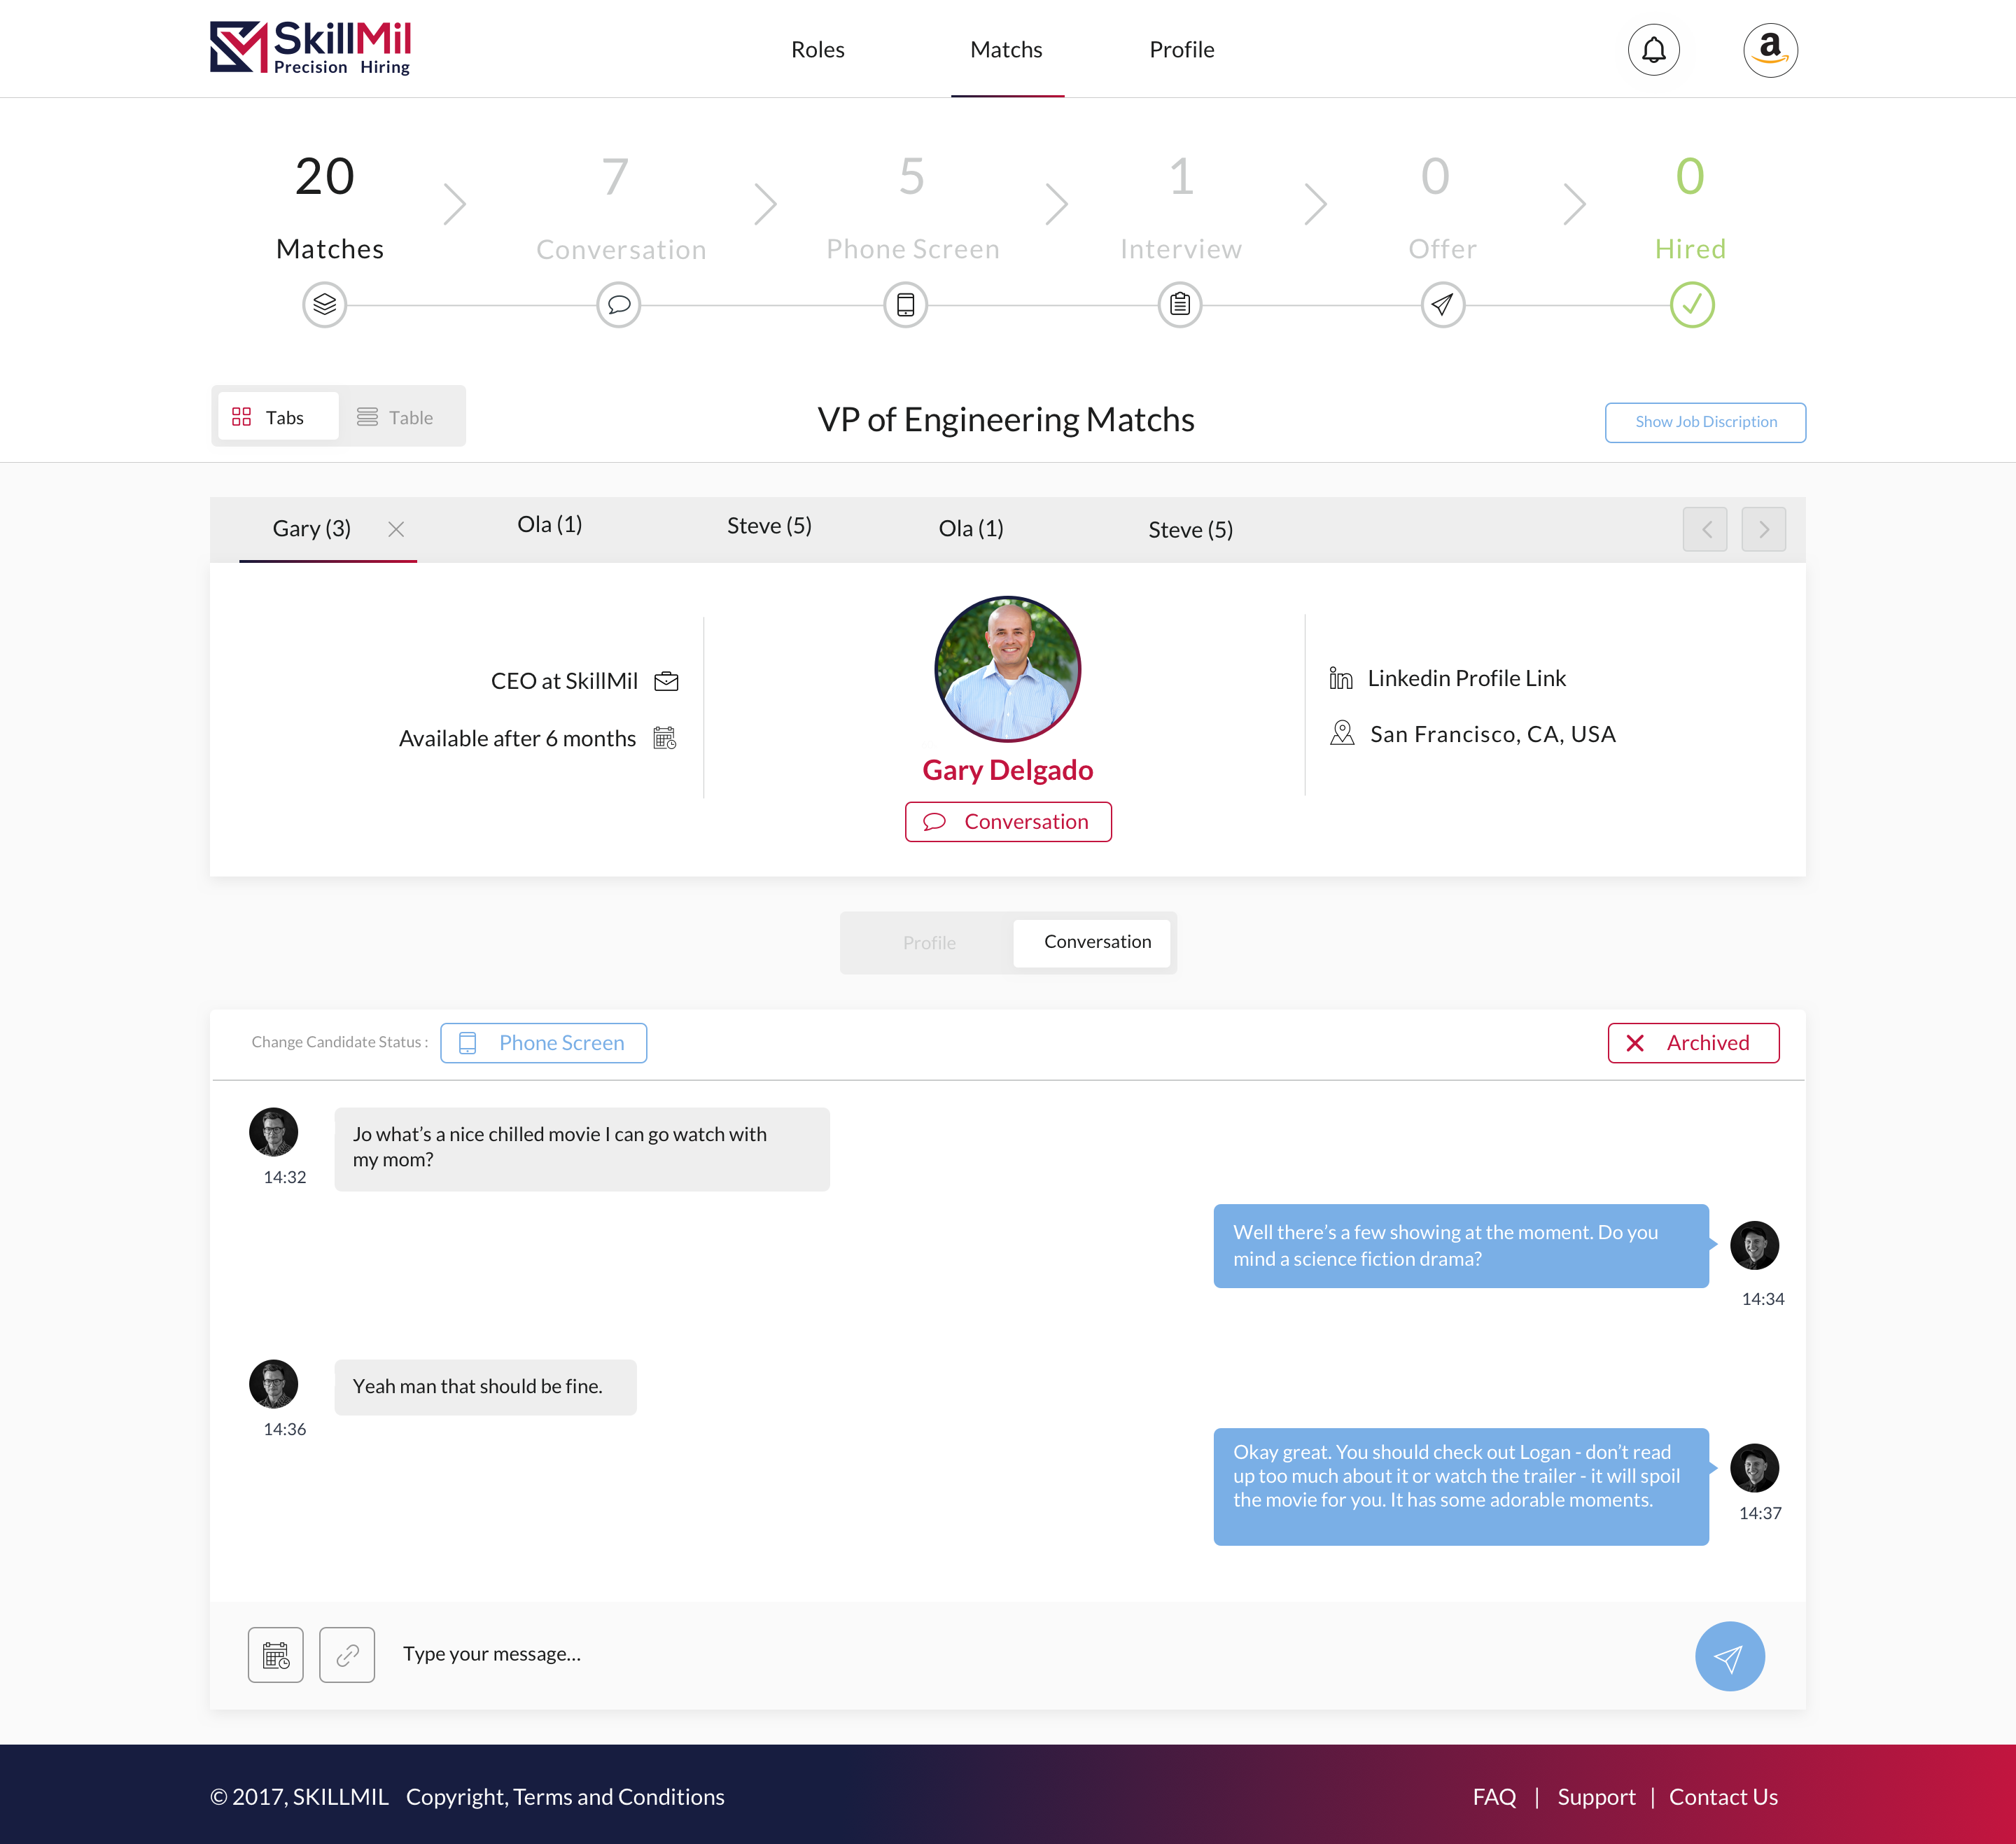 SkillMil
Precision Hiring
Roles
Matchs
Profile
a
20
7
5
1
0
0
Matches
Conversation
Phone Screen
Interview
Offer
Hired
Tabs
Table
VP of Engineering Matchs
Show Job Discription
Gary (3)
Ola (1)
Steve (5)
Ola (1)
Steve (5)
CEO at SkillMil
Available after 6 months
Gary Delgado
Conversation
in
Linkedin Profile Link
San Francisco, CA, USA
Profile
Conversation
Change Candidate Status :
Phone Screen
Archived
Jo what’s a nice chilled movie I can go watch with
my mom?
14:32
Well there’s a few showing at the moment. Do you
mind a science fiction drama?
14:34
Yeah man that should be fine.
14:36
Okay great. You should check out Logan - don’t read
up too much about it or watch the trailer - it will spoil
the movie for you. It has some adorable moments.
14:37
Type your message...
© 2017, SKILLMIL Copyright, Terms and Conditions
FAQ | Support | Contact Us